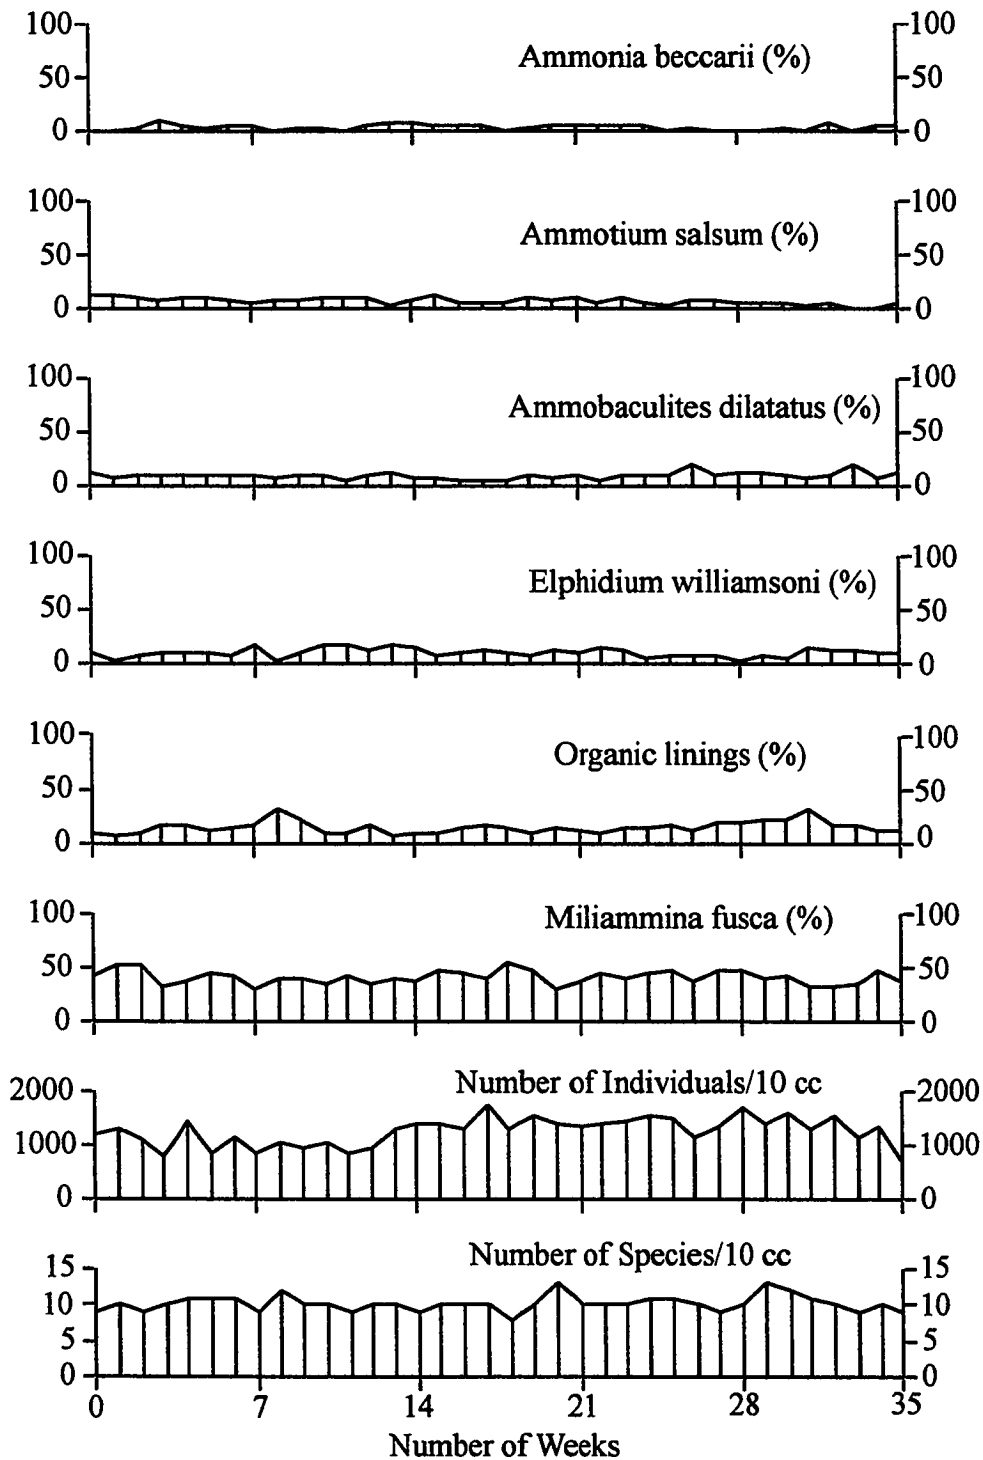 100 100
Ammonia beccarii (%)
50 50
0 0
100 100
Ammotium salsum (%)
50 50
0 0
100 100
Ammobaculites dilatatus (%)
50 50
0 0
100 100
Elphidium williamsoni (%)
50 50
0 0
100 100
Organic linings (%)
50 50
0 0
100 100
Miliammina fusca (%)
50 50
0 0
Number of Individuals/10 cc
2000 2000
1000 1000
0 0
Number of Species/10 cc
15 15
10 10
5 5
0 0
0 7 14 21 28 35
Number of Weeks